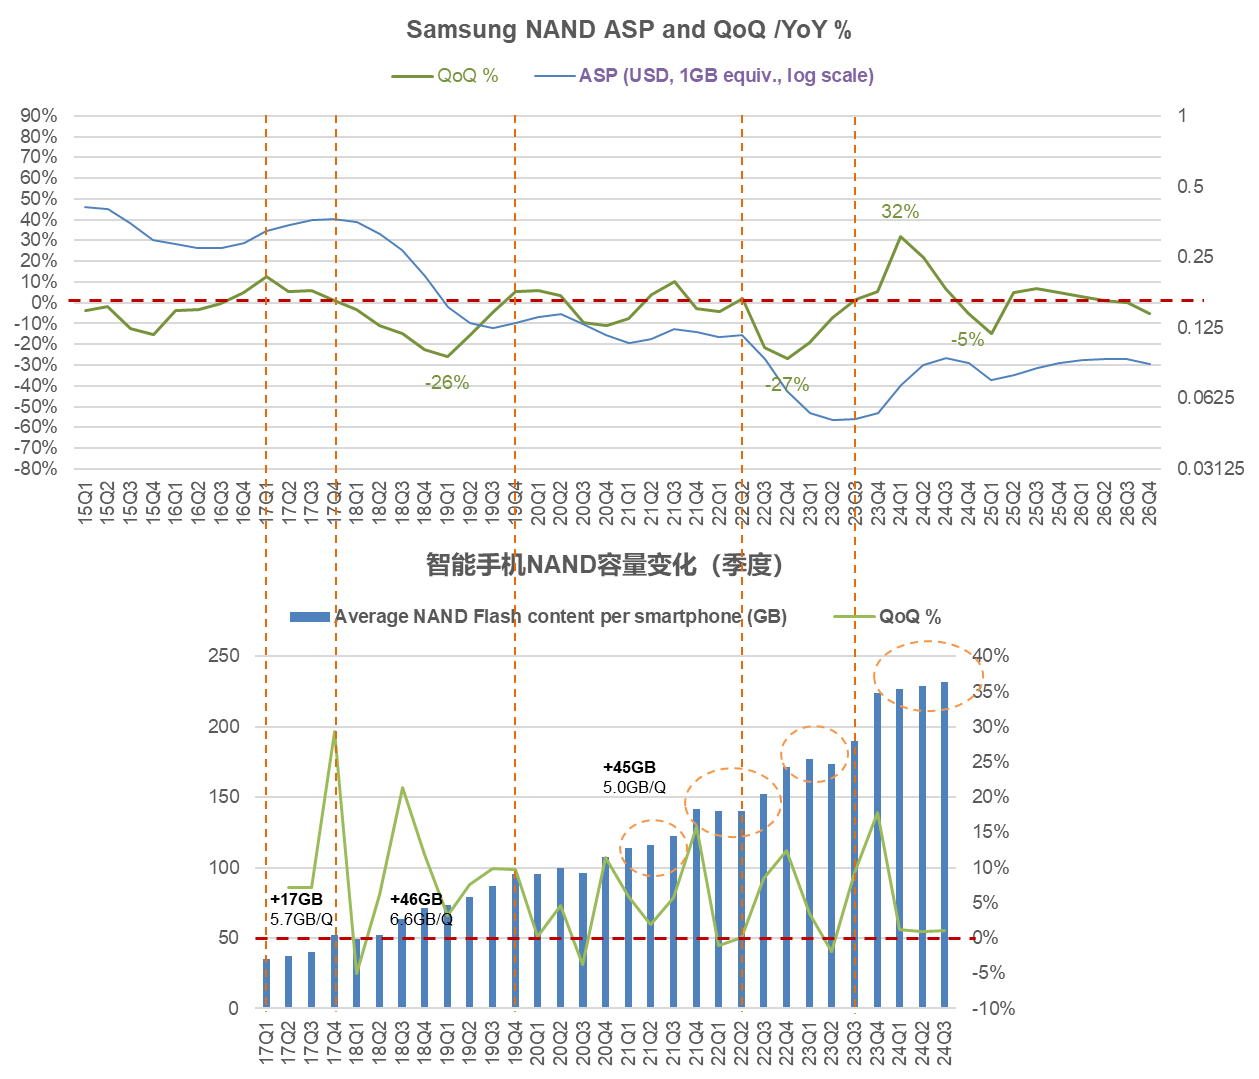 Samsung NAND ASP and QoQ /YoY %
QoQ %
ASP (USD, 1GB equiv., log scale)
90%
80%
70%
60%
50%
40%
30%
20%
10%
0%
-10%
-20%
-30%
-40%
-50%
-60%
-70%
-80%
1
0.5
0.25
0.125
0.0625
0.03125
-26%
-27%
32%
-5%
15Q1
15Q2
15Q3
15Q4
16Q1
16Q2
16Q3
16Q4
17Q1
17Q2
17Q3
17Q4
18Q1
18Q2
18Q3
18Q4
19Q1
19Q2
19Q3
19Q4
20Q1
20Q2
20Q3
20Q4
21Q1
21Q2
21Q3
21Q4
22Q1
22Q2
22Q3
22Q4
23Q1
23Q2
23Q3
23Q4
24Q1
24Q2
24Q3
24Q4
25Q1
25Q2
25Q3
25Q4
26Q1
26Q2
26Q3
26Q4
智能手机NAND容量变化（季度）
Average NAND Flash content per smartphone (GB)
QoQ %
250
200
150
100
50
0
40%
35%
30%
25%
20%
15%
10%
5%
0%
-5%
-10%
+17GB
5.7GB/Q
+46GB
6.6GB/Q
+45GB
5.0GB/Q
17Q1
17Q2
17Q3
17Q4
18Q1
18Q2
18Q3
18Q4
19Q1
19Q2
19Q3
19Q4
20Q1
20Q2
20Q3
20Q4
21Q1
21Q2
21Q3
21Q4
22Q1
22Q2
22Q3
22Q4
23Q1
23Q2
23Q3
23Q4
24Q1
24Q2
24Q3